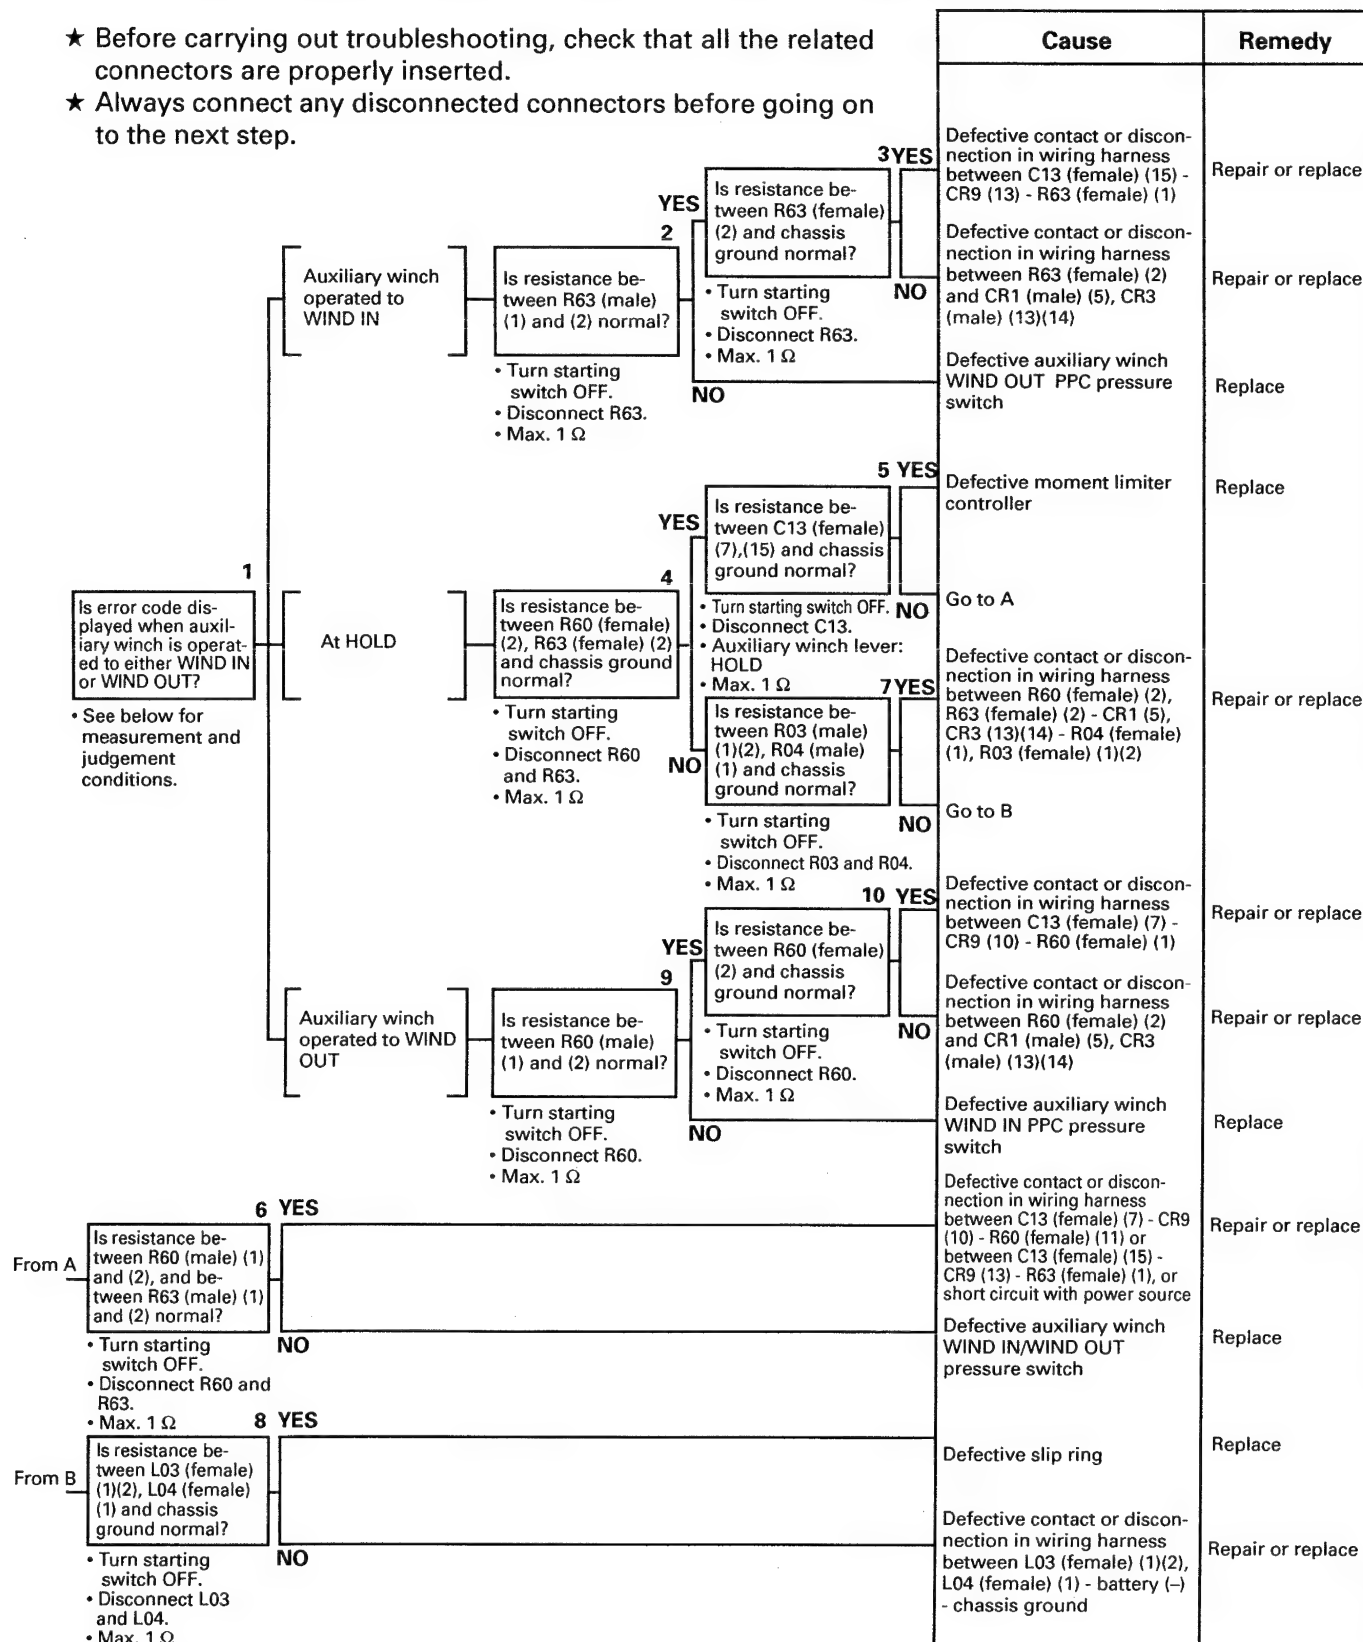 ★ Before carrying out troubleshooting, check that all the related
connectors are properly inserted.
★ Always connect any disconnected connectors before going on
to the next step.
Cause
Remedy
1
Is error code dis-
played when auxil-
iary winch is operat-
ed to either WIND IN
or WIND OUT?
• See below for
measurement and
judgement
conditions.
Auxiliary winch
operated to
WIND IN
2
Is resistance be-
tween R63 (male)
(1) and (2) normal?
• Turn starting
switch OFF.
• Disconnect R63.
• Max. 1 Ω
YES
NO
3 YES
Is resistance be-
tween R63 (female)
(2) and chassis
ground normal?
• Turn starting
switch OFF.
• Disconnect R63.
• Max. 1 Ω
NO
Defective contact or discon-
nection in wiring harness
between C13 (female) (15) -
CR9 (13) - R63 (female) (1)
Repair or replace
Defective contact or discon-
nection in wiring harness
between R63 (female) (2)
and CR1 (male) (5), CR3
(male) (13)(14)
Repair or replace
Defective auxiliary winch
WIND OUT PPC pressure
switch
Replace
At HOLD
4
Is resistance be-
tween R60 (female)
(2), R63 (female) (2)
and chassis ground
normal?
• Turn starting
switch OFF.
• Disconnect R60
and R63.
• Max. 1 Ω
YES
NO
5 YES
Is resistance be-
tween C13 (female)
(7),(15) and chassis
ground normal?
• Turn starting switch OFF.
• Disconnect C13.
• Auxiliary winch lever:
HOLD
• Max. 1 Ω
NO
Defective moment limiter
controller
Replace
Go to A
7 YES
Is resistance be-
tween R03 (male)
(1)(2), R04 (male)
(1) and chassis
ground normal?
• Turn starting
switch OFF.
• Disconnect R03 and R04.
• Max. 1 Ω
NO
Defective contact or discon-
nection in wiring harness
between R60 (female) (2),
R63 (female) (2) - CR1 (5),
CR3 (13)(14) - R04 (female)
(1), R03 (female) (1)(2)
Repair or replace
Go to B
Auxiliary winch
operated to WIND
OUT
9
Is resistance be-
tween R60 (male)
(1) and (2) normal?
• Turn starting
switch OFF.
• Disconnect R60.
• Max. 1 Ω
YES
NO
10 YES
Is resistance be-
tween R60 (female)
(2) and chassis
ground normal?
• Turn starting
switch OFF.
• Disconnect R60.
• Max. 1 Ω
NO
Defective contact or discon-
nection in wiring harness
between C13 (female) (7) -
CR9 (10) - R60 (female) (1)
Repair or replace
Defective contact or discon-
nection in wiring harness
between R60 (female) (2)
and CR1 (male) (5), CR3
(male) (13)(14)
Repair or replace
Defective auxiliary winch
WIND IN PPC pressure
switch
Replace
From A
6 YES
Is resistance be-
tween R60 (male) (1)
and (2), and be-
tween R63 (male) (1)
and (2) normal?
• Turn starting
switch OFF.
• Disconnect R60 and
R63.
• Max. 1 Ω
NO
Defective contact or discon-
nection in wiring harness
between C13 (female) (7) - CR9
(10) - R60 (female) (11) or
between C13 (female) (15) -
CR9 (13) - R63 (female) (1), or
short circuit with power source
Repair or replace
Defective auxiliary winch
WIND IN/WIND OUT
pressure switch
Replace
From B
8 YES
Is resistance be-
tween L03 (female)
(1)(2), L04 (female)
(1) and chassis
ground normal?
• Turn starting
switch OFF.
• Disconnect L03
and L04.
• Max. 1 Ω
NO
Defective slip ring
Replace
Defective contact or discon-
nection in wiring harness
between L03 (female) (1)(2),
L04 (female) (1) - battery (–)
- chassis ground
Repair or replace